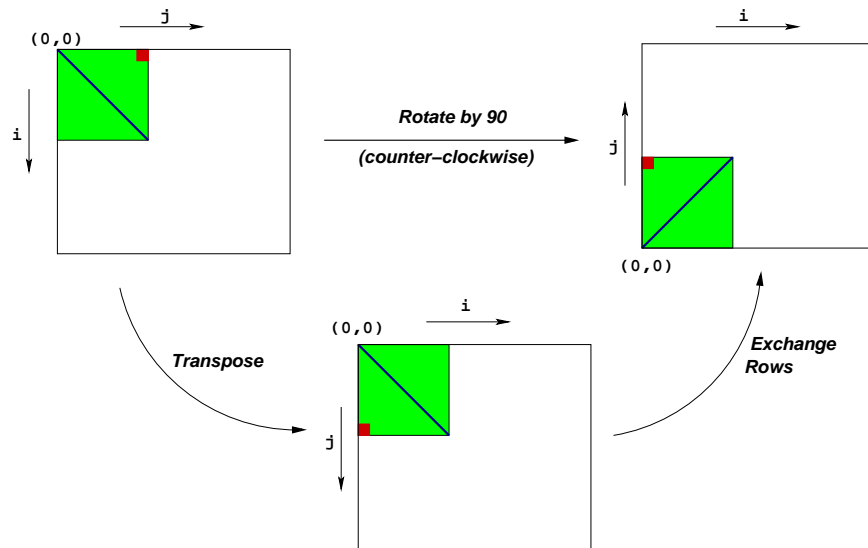 j
(0,0)
i
Rotate by 90
(counter−clockwise)
i
j
(0,0)
Transpose
(0,0)
i
j
Exchange
Rows